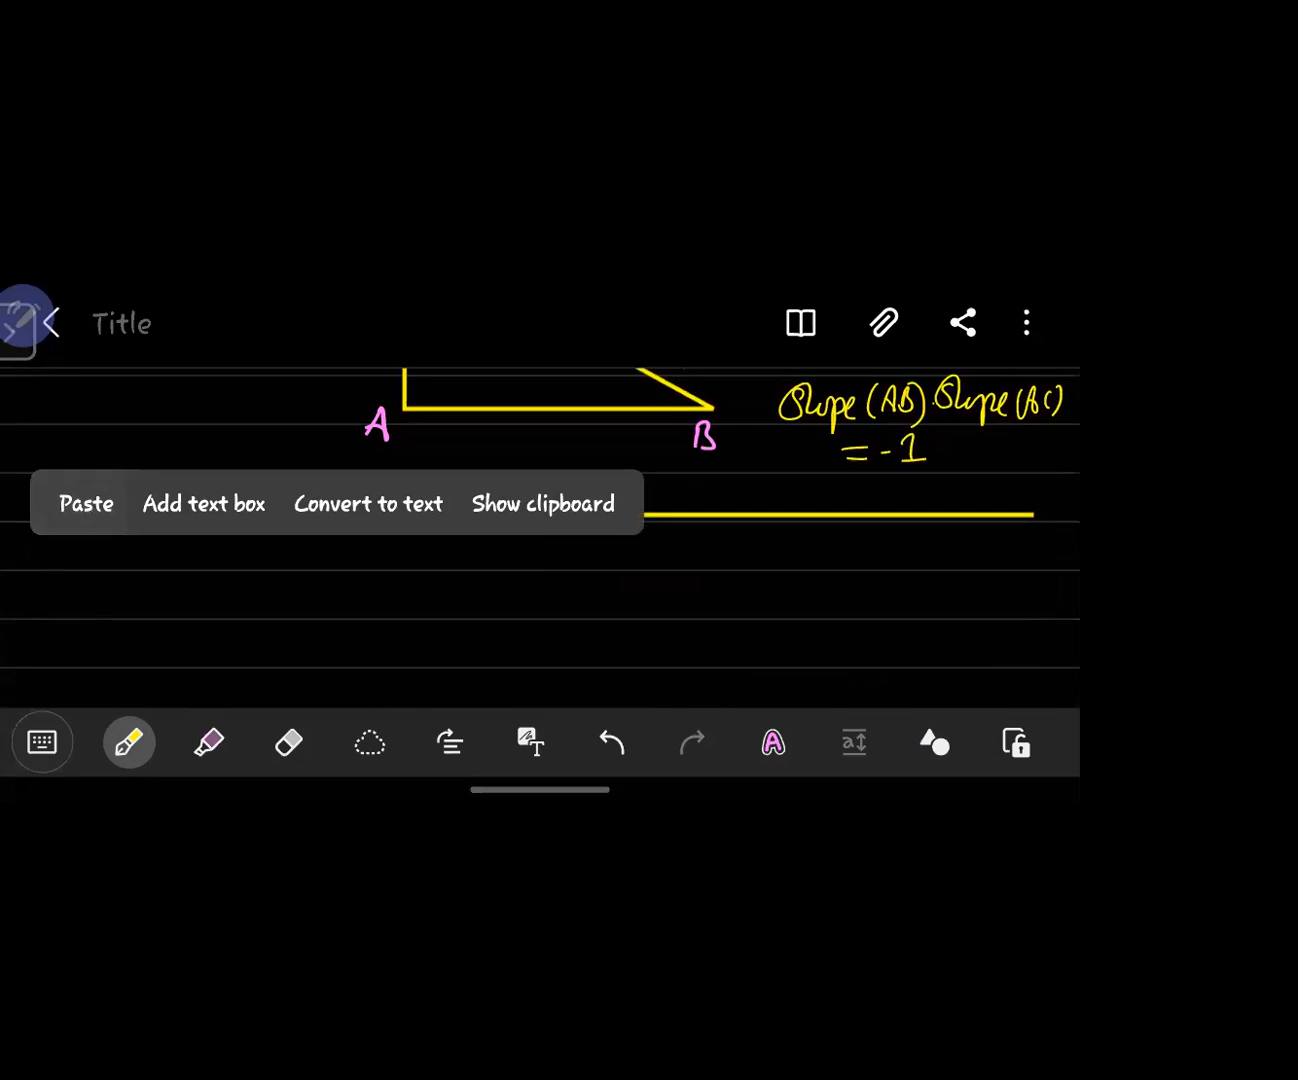 Title
Slope (AB) . Slope (AC)
= -1
A
B
Paste Add text box Convert to text Show clipboard